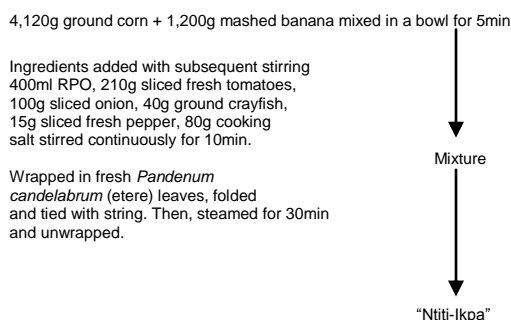 4,120g ground corn + 1,200g mashed banana mixed in a bowl for 5min
Ingredients added with subsequent stirring
400ml RPO, 210g sliced fresh tomatoes,
100g sliced onion, 40g ground crayfish,
15g sliced fresh pepper, 80g cooking
salt stirred continuously for 10min.
Mixture
Wrapped in fresh Pandenum
candelabrum (etere) leaves, folded
and tied with string. Then, steamed for 30min
and unwrapped.
“Ntiti-Ikpa”